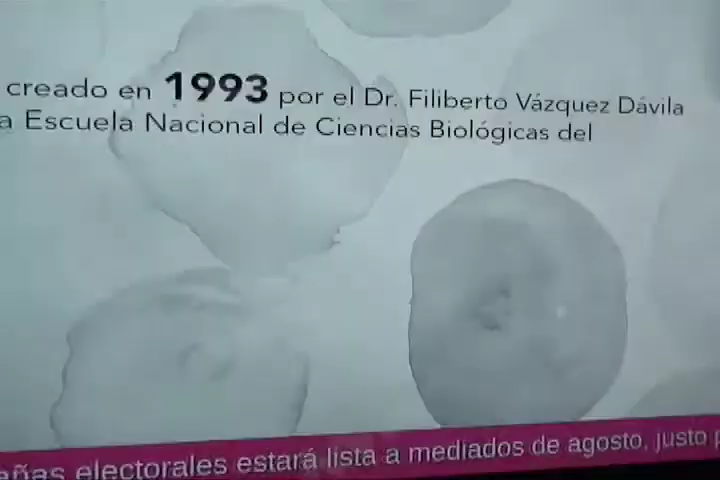 creado en 1993 por el Dr. Filiberto Vázquez Dávila
a Escuela Nacional de Ciencias Biológicas del
eñas electorales estará lista a mediados de agosto, justo p